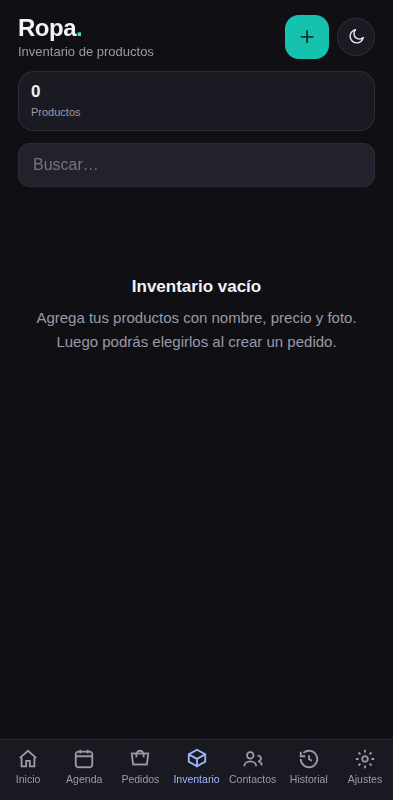 Ropa.
Inventario de productos
0
Productos
Buscar…
Inventario vacío
Agrega tus productos con nombre, precio y foto.
Luego podrás elegirlos al crear un pedido.
Inicio
Agenda
Pedidos
Inventario
Contactos
Historial
Ajustes